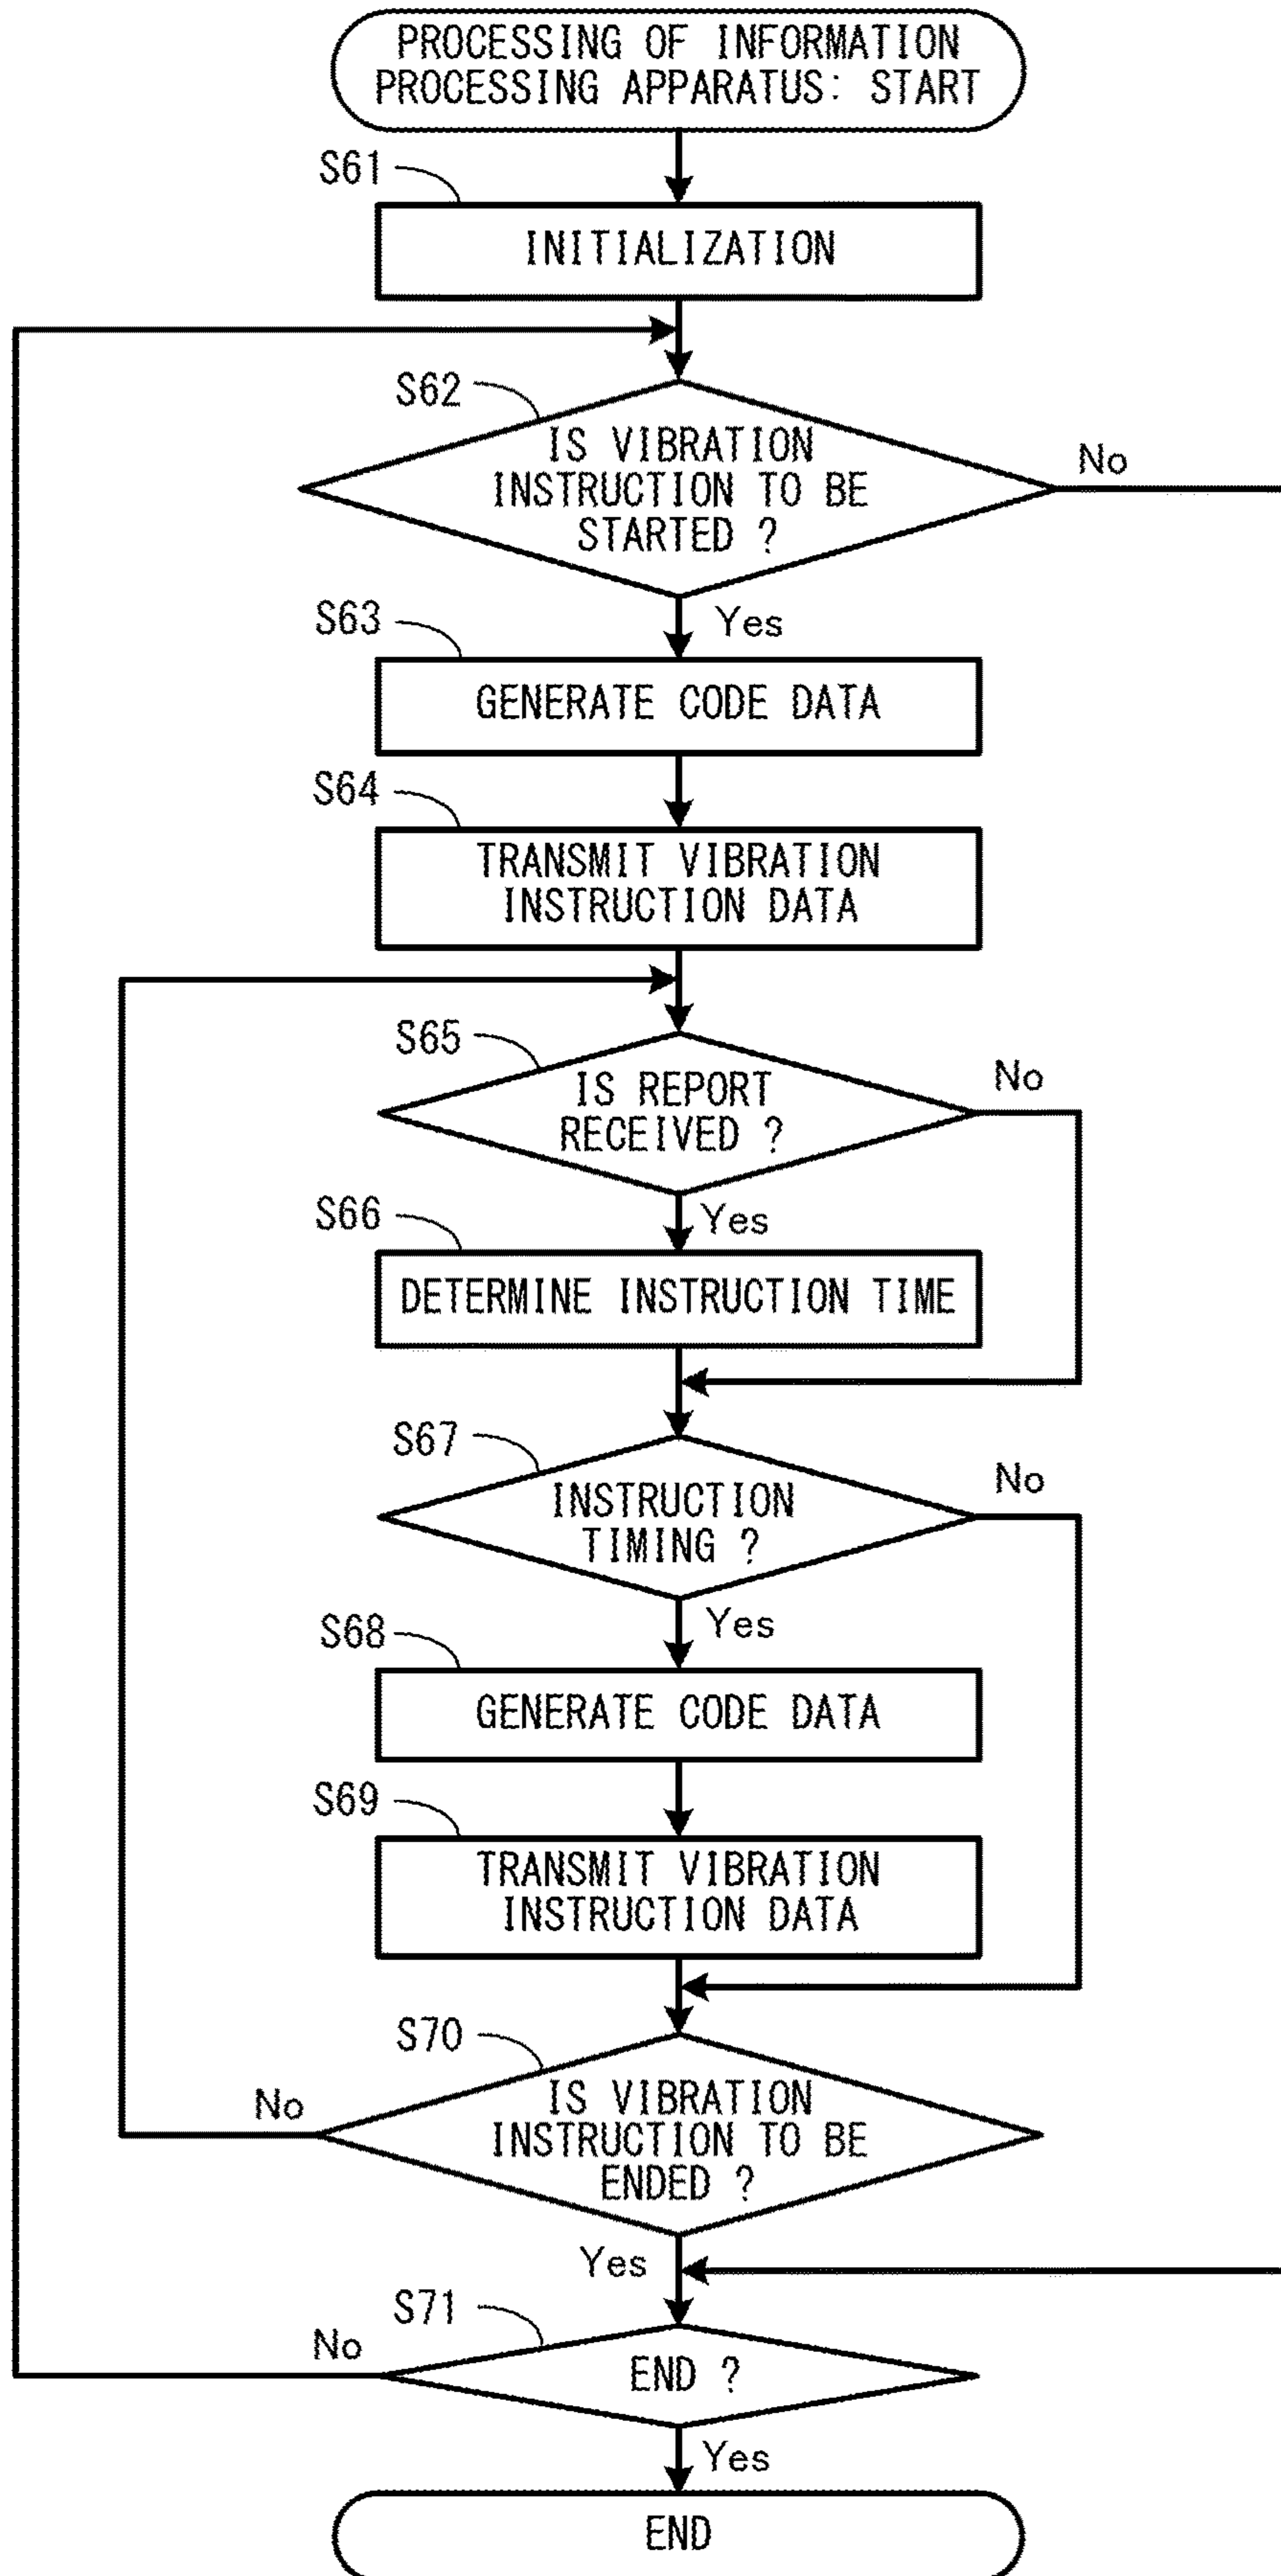 PROCESSING OF INFORMATION
PROCESSING APPARATUS: START
S61
INITIALIZATION
S62
IS VIBRATION
INSTRUCTION TO BE
STARTED ?
No
Yes
S63
GENERATE CODE DATA
S64
TRANSMIT VIBRATION
INSTRUCTION DATA
S65
IS REPORT
RECEIVED ?
No
Yes
S66
DETERMINE INSTRUCTION TIME
S67
INSTRUCTION
TIMING ?
No
Yes
S68
GENERATE CODE DATA
S69
TRANSMIT VIBRATION
INSTRUCTION DATA
S70
IS VIBRATION
INSTRUCTION TO BE
ENDED ?
No
Yes
S71
END ?
No
Yes
END